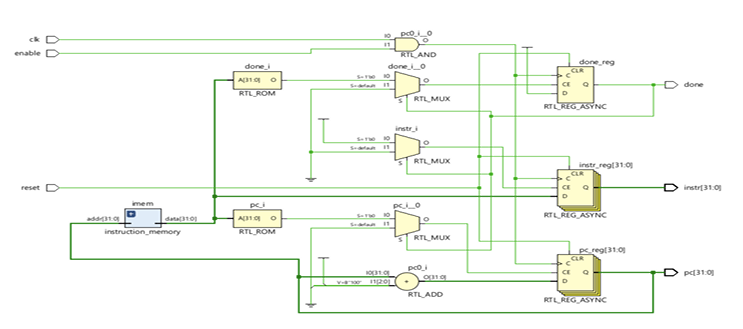 clk
enable
pc0_i__0
I0
O
I1
RTL_AND
done_i
A[31:0]
O
RTL_ROM
done_i__0
S=1'b0
I0
S=default
I1
O
S
RTL_MUX
done_reg
CLR
C
CE
Q
D
RTL_REG_ASYNC
done
instr_i
S=1'b0
I0
S=default
I1
O
S
RTL_MUX
instr_reg[31:0]
CLR
C
CE
Q
D
RTL_REG_ASYNC
instr[31:0]
reset
imem
addr[31:0]
data[31:0]
instruction_memory
pc_i
A[31:0]
O
RTL_ROM
pc_i__0
S=1'b0
I0
S=default
I1
O
S
RTL_MUX
pc_reg[31:0]
CLR
C
CE
Q
D
RTL_REG_ASYNC
pc[31:0]
pc0_i
I0[31:0]
V=B"100"
I1[2:0]
+
O[31:0]
RTL_ADD